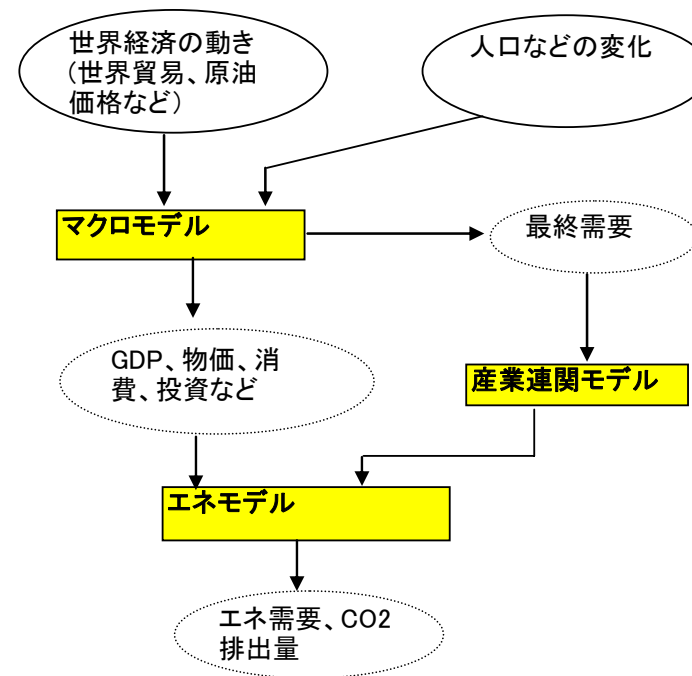 世界経済の動き
(世界貿易、原油
価格など)
人口などの変化
マクロモデル
最終需要
GDP、物価、消
費、投資など
産業連関モデル
エネモデル
エネ需要、CO2
排出量